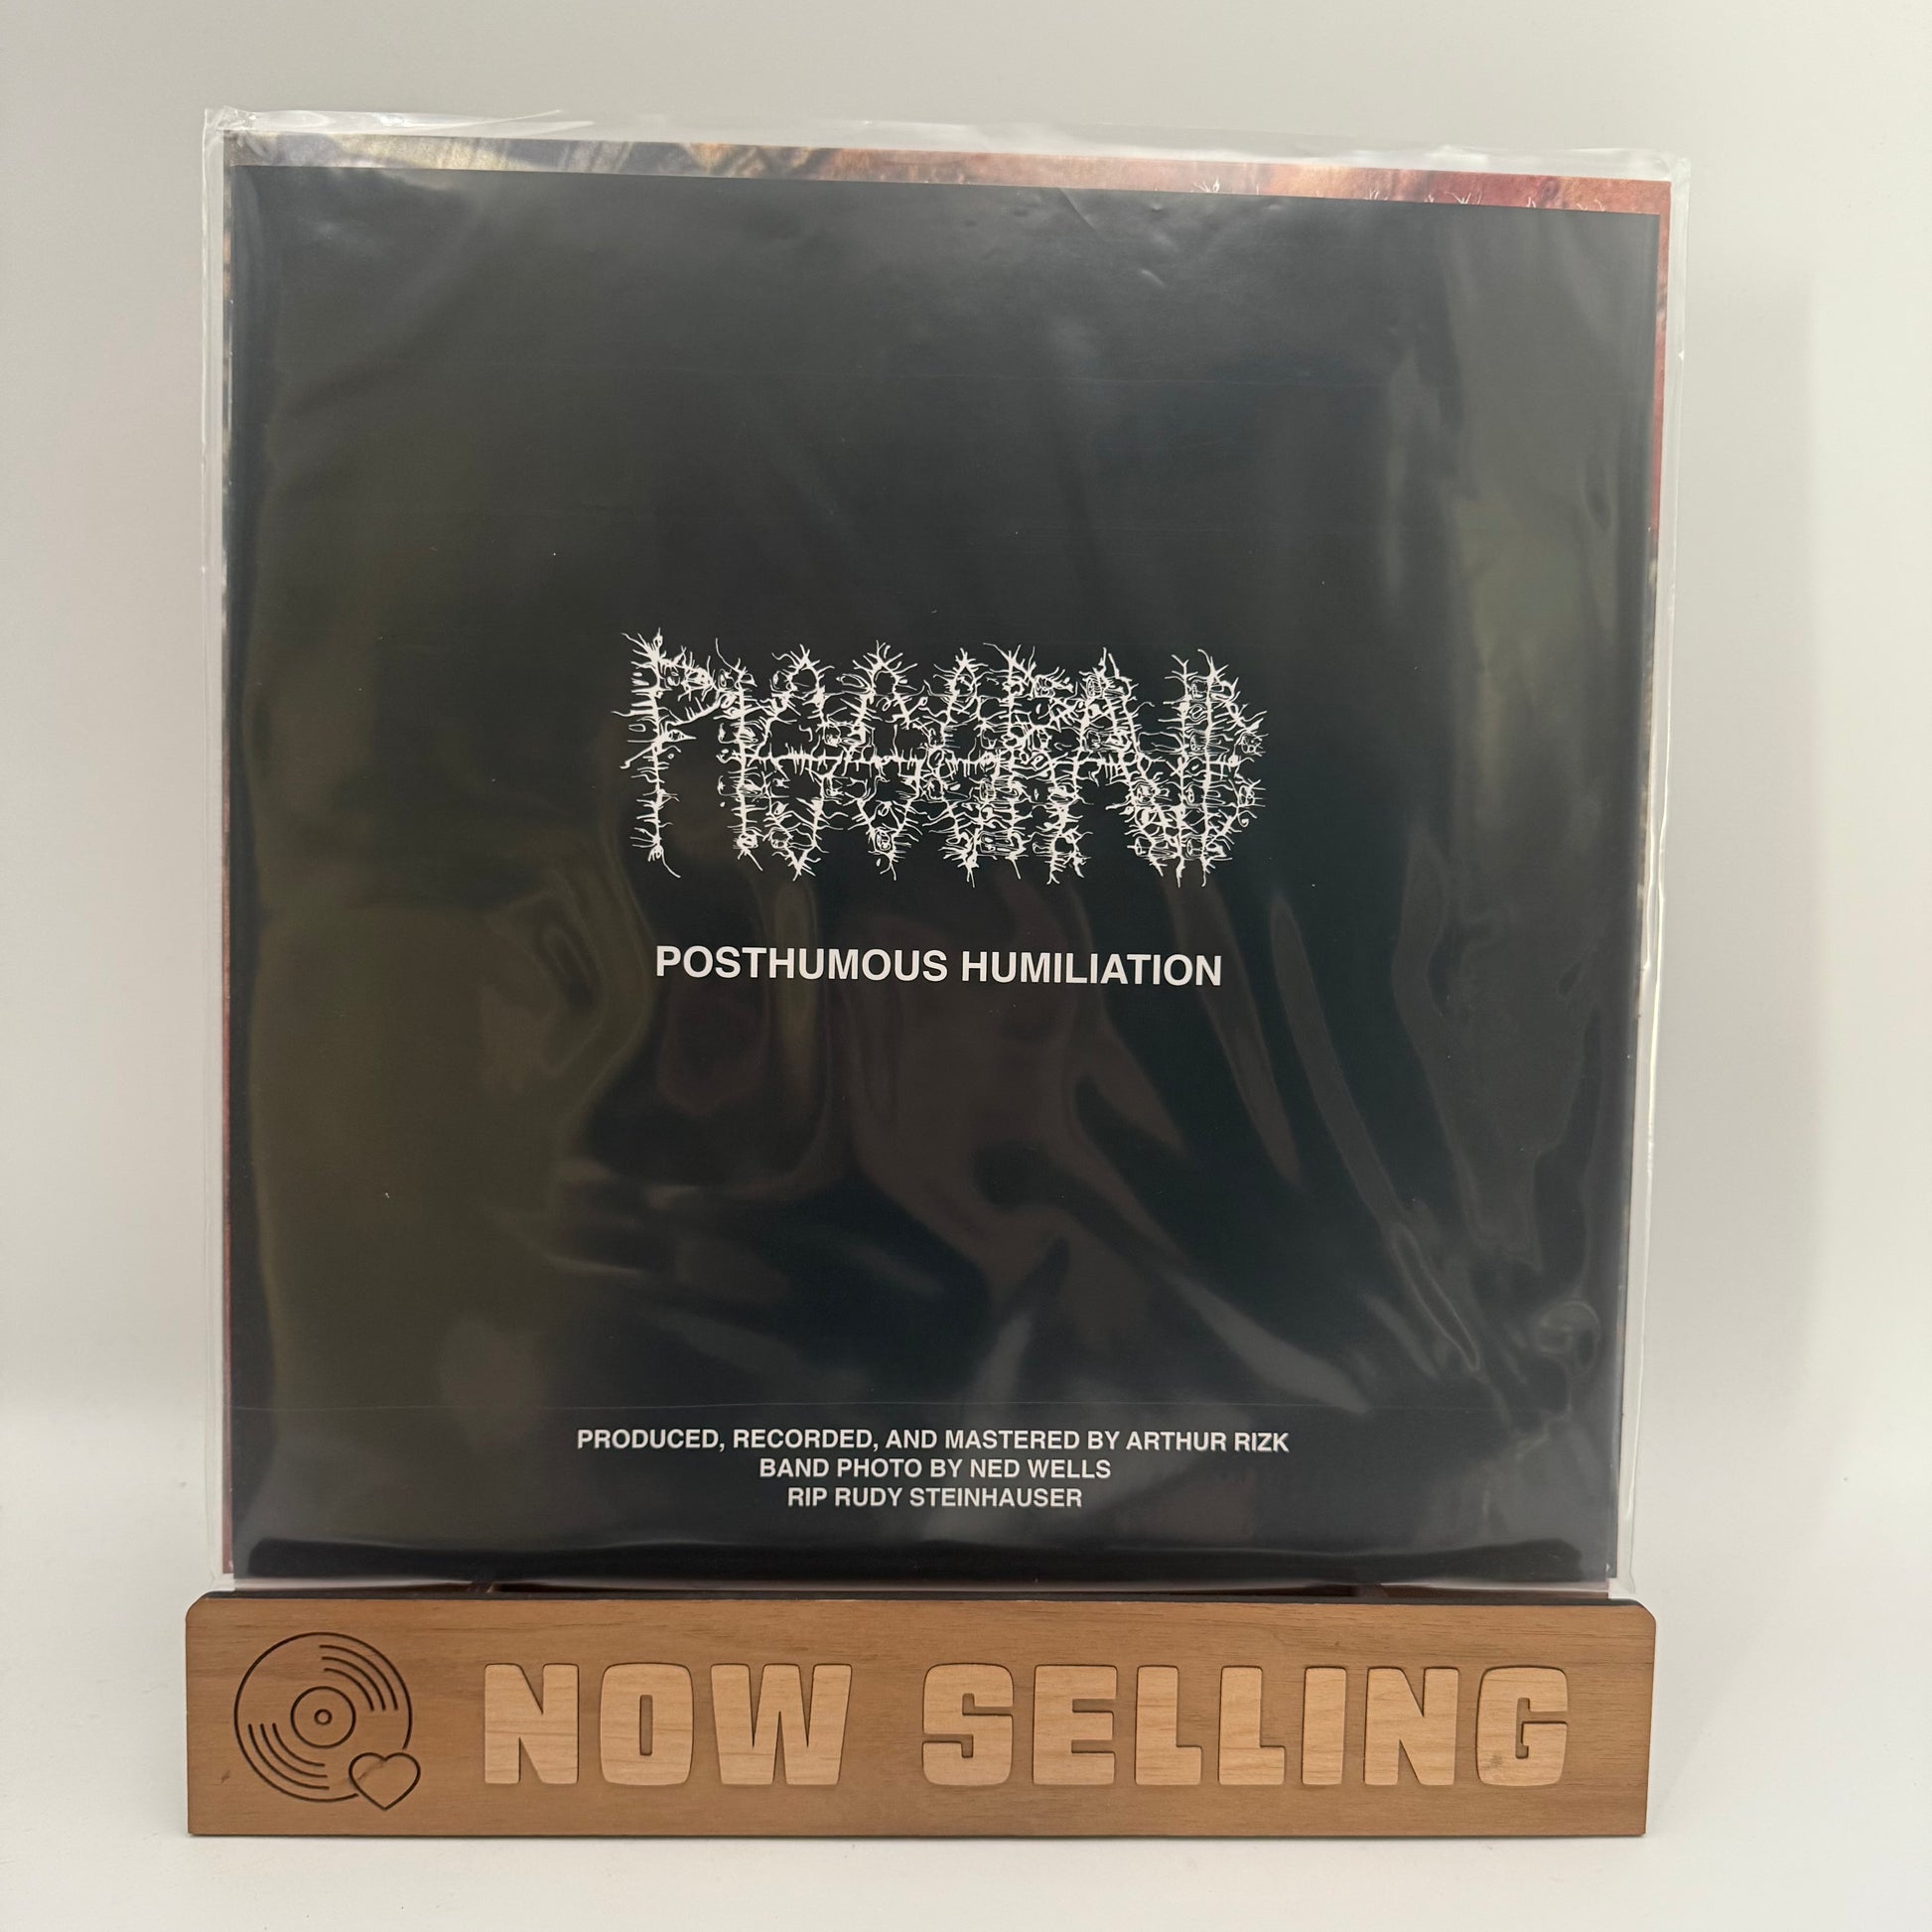 POSTHUMOUS HUMILIATION
PRODUCED, RECORDED, AND MASTERED BY ARTHUR RIZK
BAND PHOTO BY NED WELLS
RIP RUDY STEINHAUSER
NOW SELLING